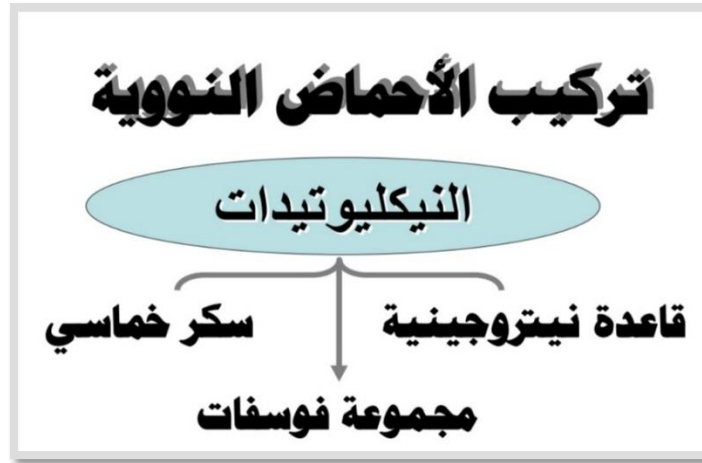 تركيب الأحماض النووية
النيكليوتيدات
قاعدة نيتروجينية
سكر خماسي
مجموعة فوسفات